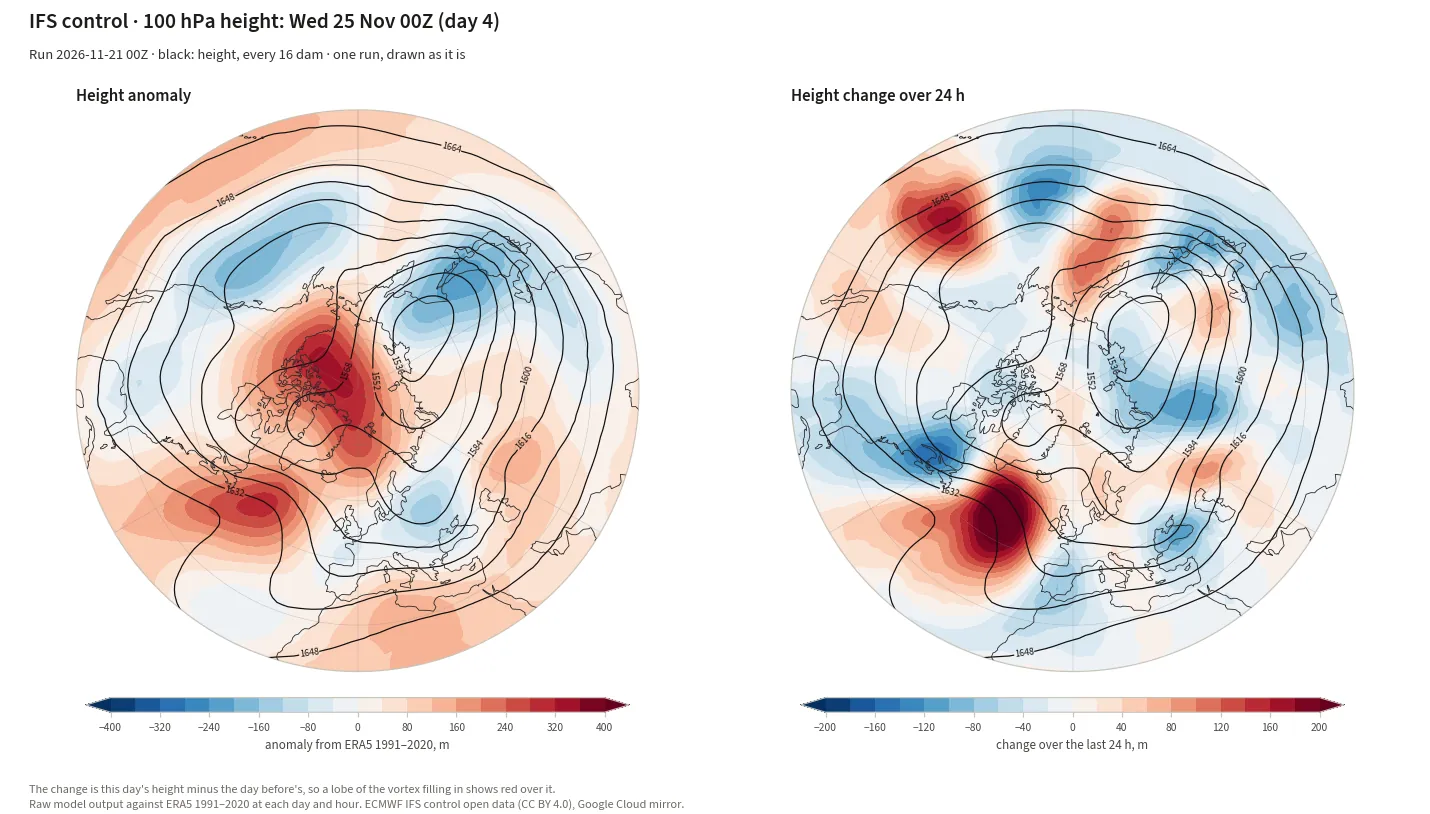 IFS control · 100 hPa height: Wed 25 Nov 00Z (day 4)
Run 2026-11-21 00Z · black: height, every 16 dam · one run, drawn as it is
Height anomaly
Height change over 24 h
1664
1648
1568
1552
1536
1600
1584
1616
1632
1648
1664
1648
1568
1552
1536
1600
1584
1616
1632
1648
−400 −320 −240 −160 −80 0 80 160 240 320 400
anomaly from ERA5 1991–2020, m
−200 −160 −120 −80 −40 0 40 80 120 160 200
change over the last 24 h, m
The change is this day's height minus the day before's, so a lobe of the vortex filling in shows red over it.
Raw model output against ERA5 1991–2020 at each day and hour. ECMWF IFS control open data (CC BY 4.0), Google Cloud mirror.